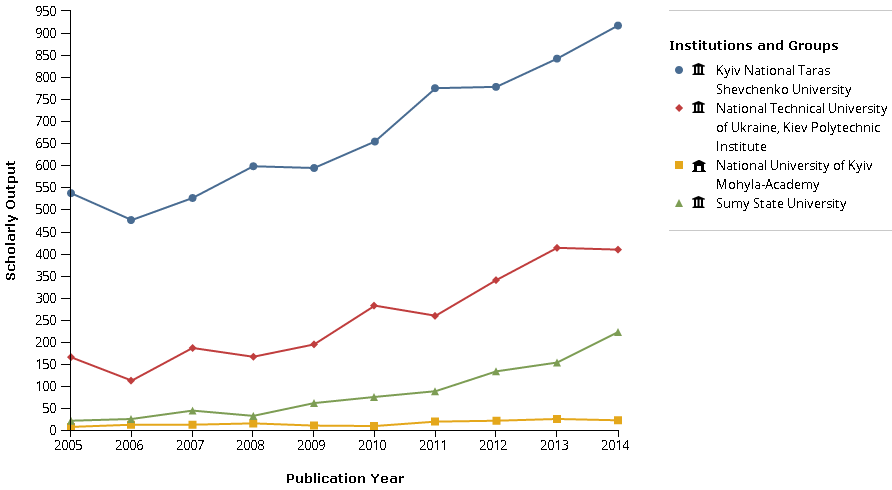 950
900
850
800
750
700
650
600
550
500
450
400
350
300
250
200
150
100
50
0
Scholarly Output
2005 2006 2007 2008 2009 2010 2011 2012 2013 2014
Publication Year
Institutions and Groups
Kyiv National Taras
Shevchenko University
National Technical University
of Ukraine, Kiev Polytechnic
Institute
National University of Kyiv
Mohyla-Academy
Sumy State University